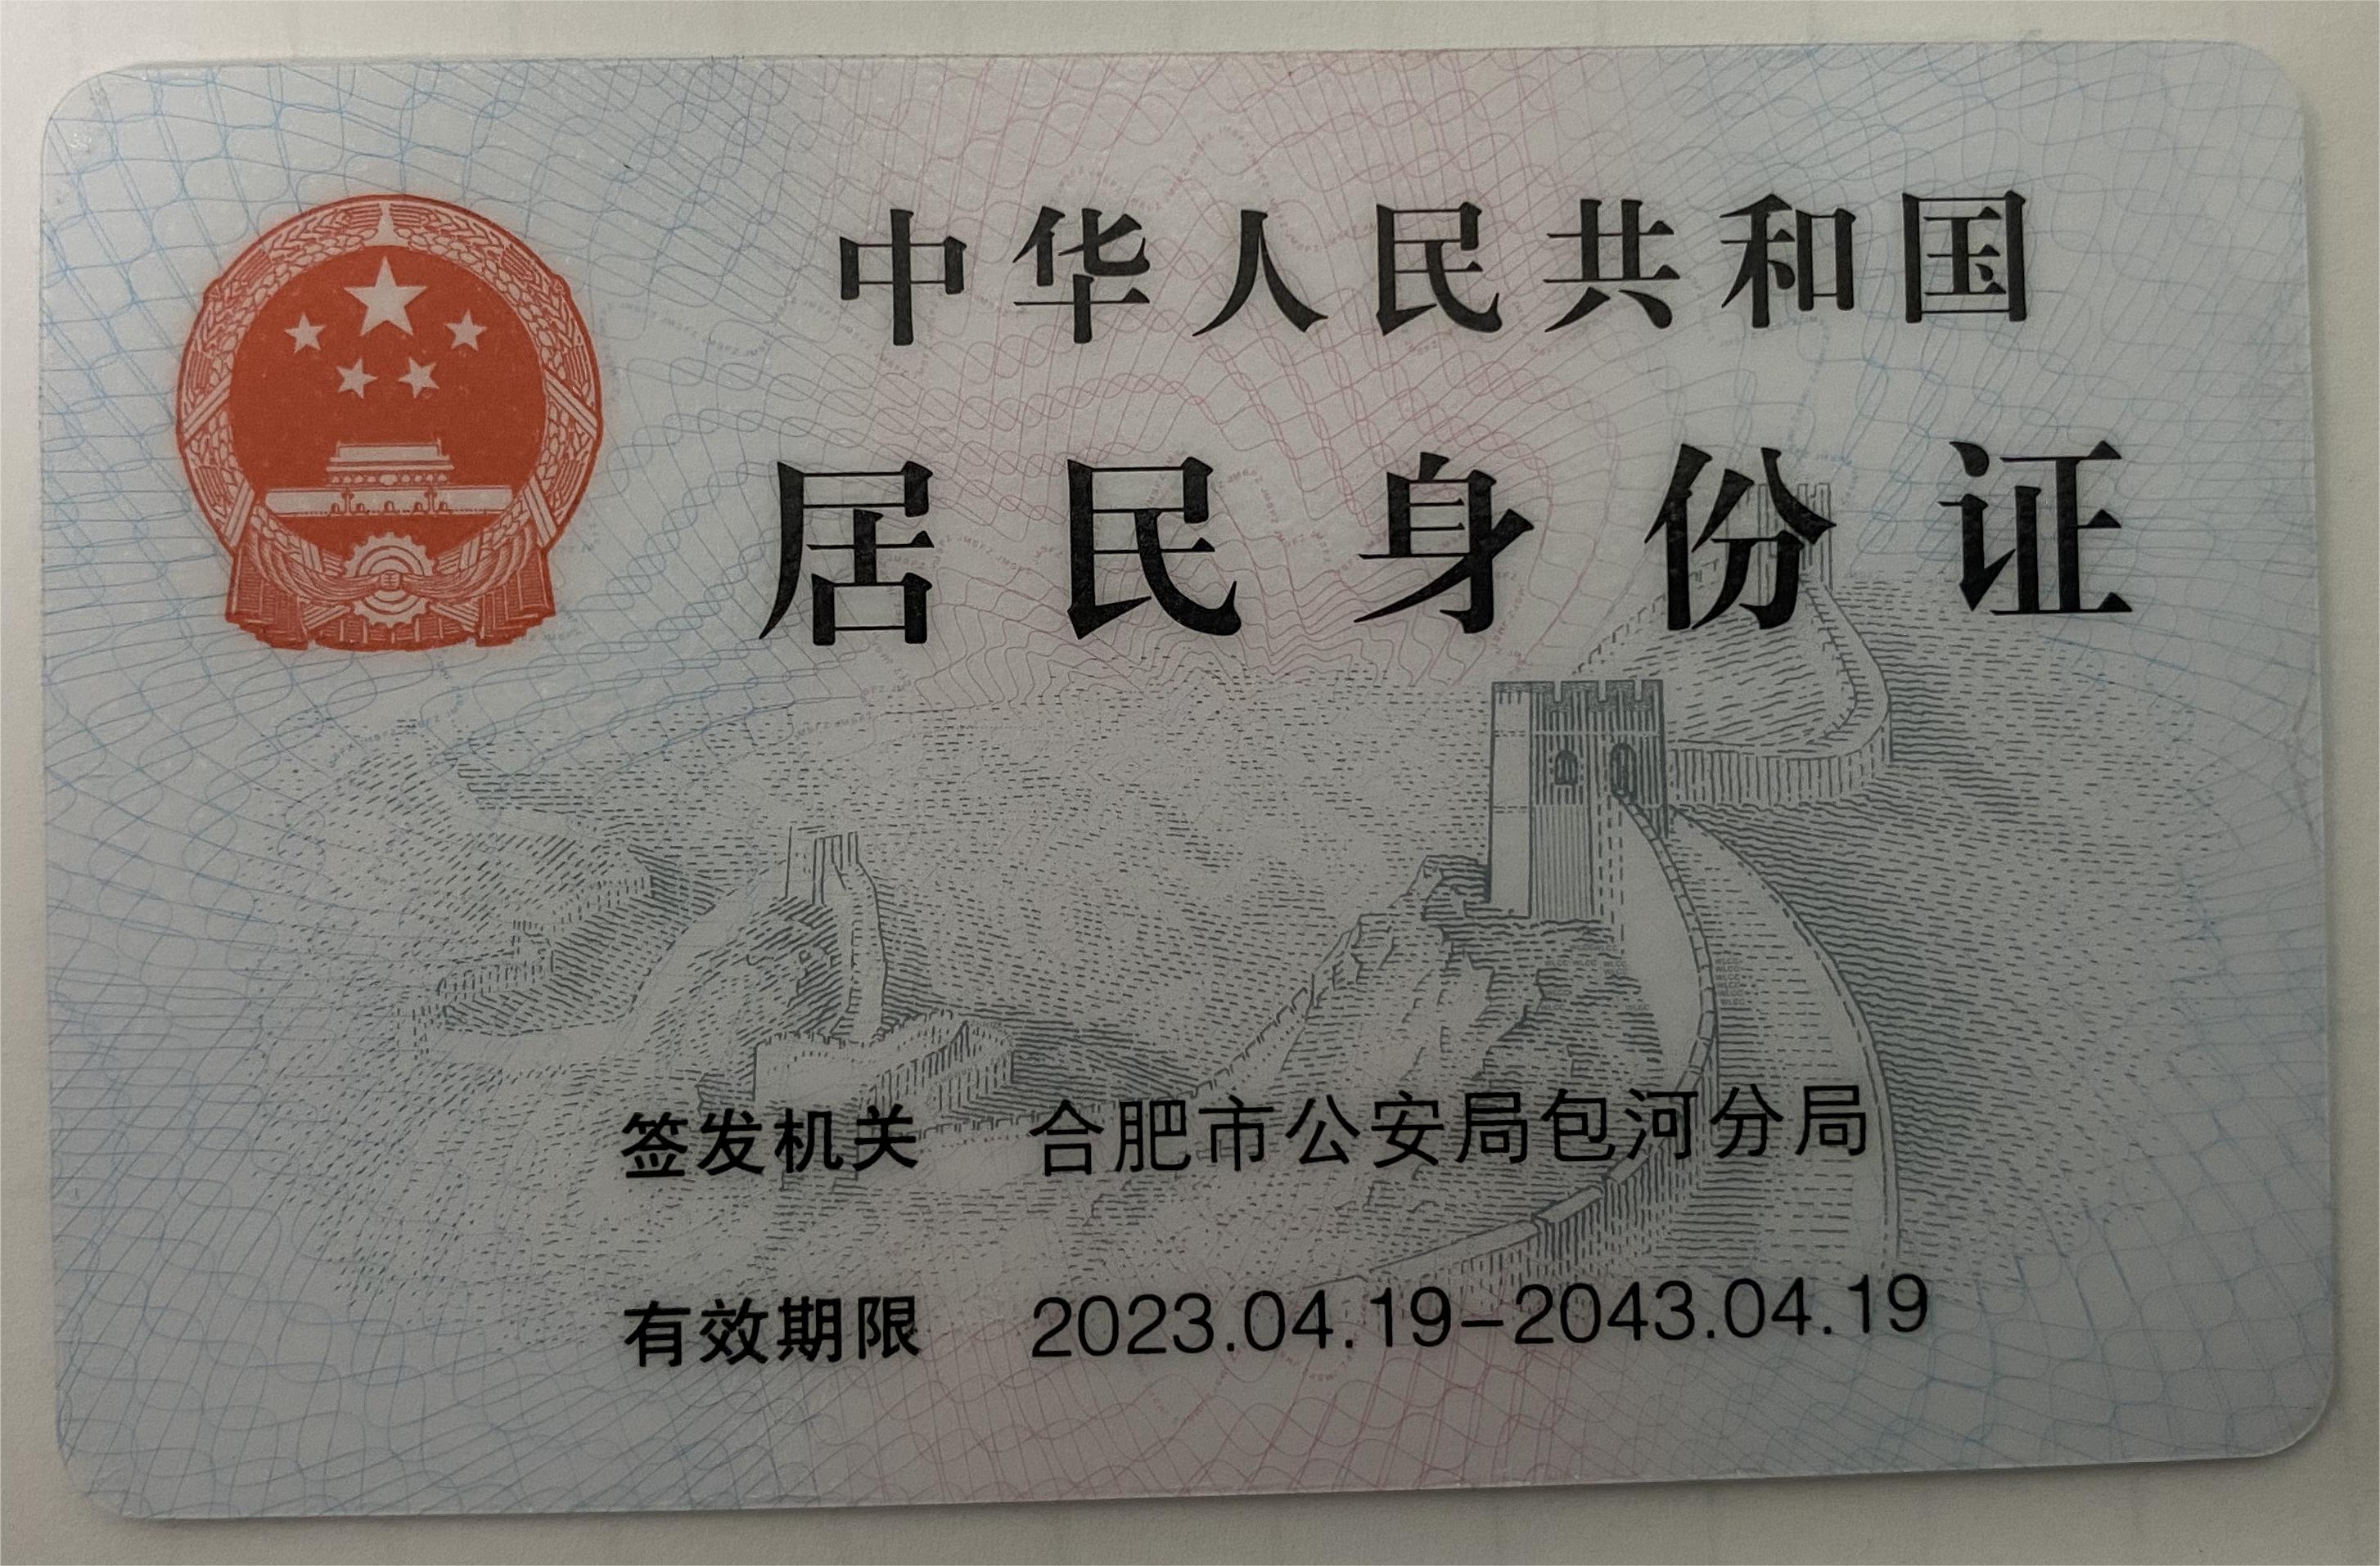 中华人民共和国
居民身份证
签发机关 合肥市公安局包河分局
有效期限 2023.04.19-2043.04.19